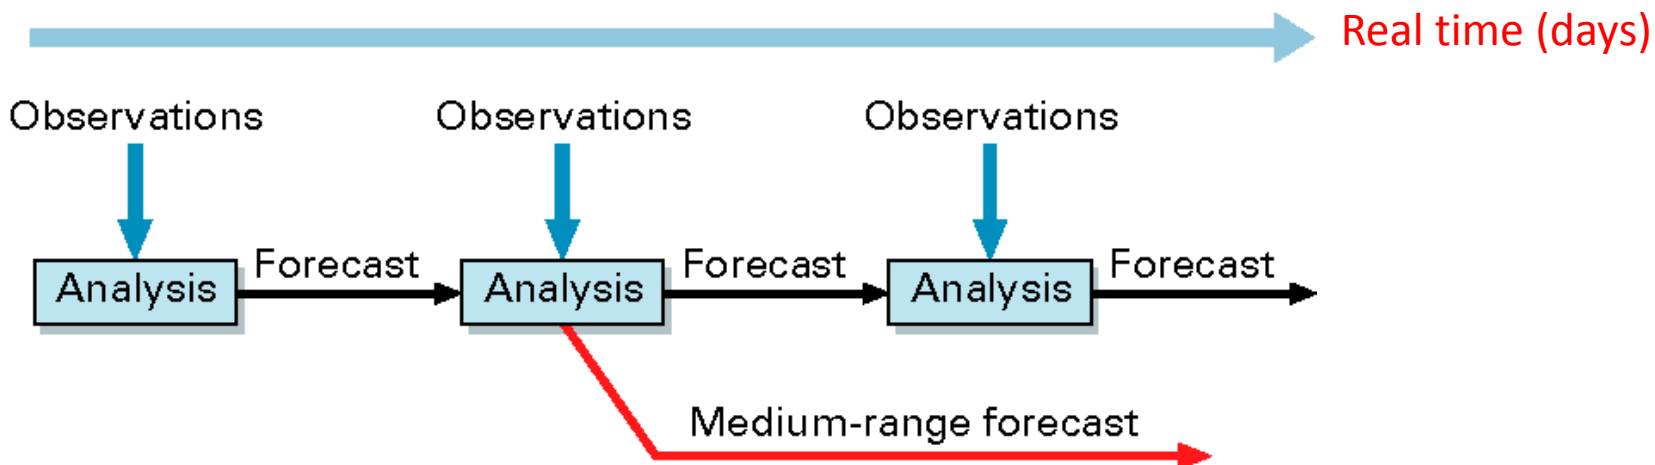 Real time (days)
Observations Observations Observations
Forecast Forecast Forecast
Analysis Analysis Analysis
Medium-range forecast